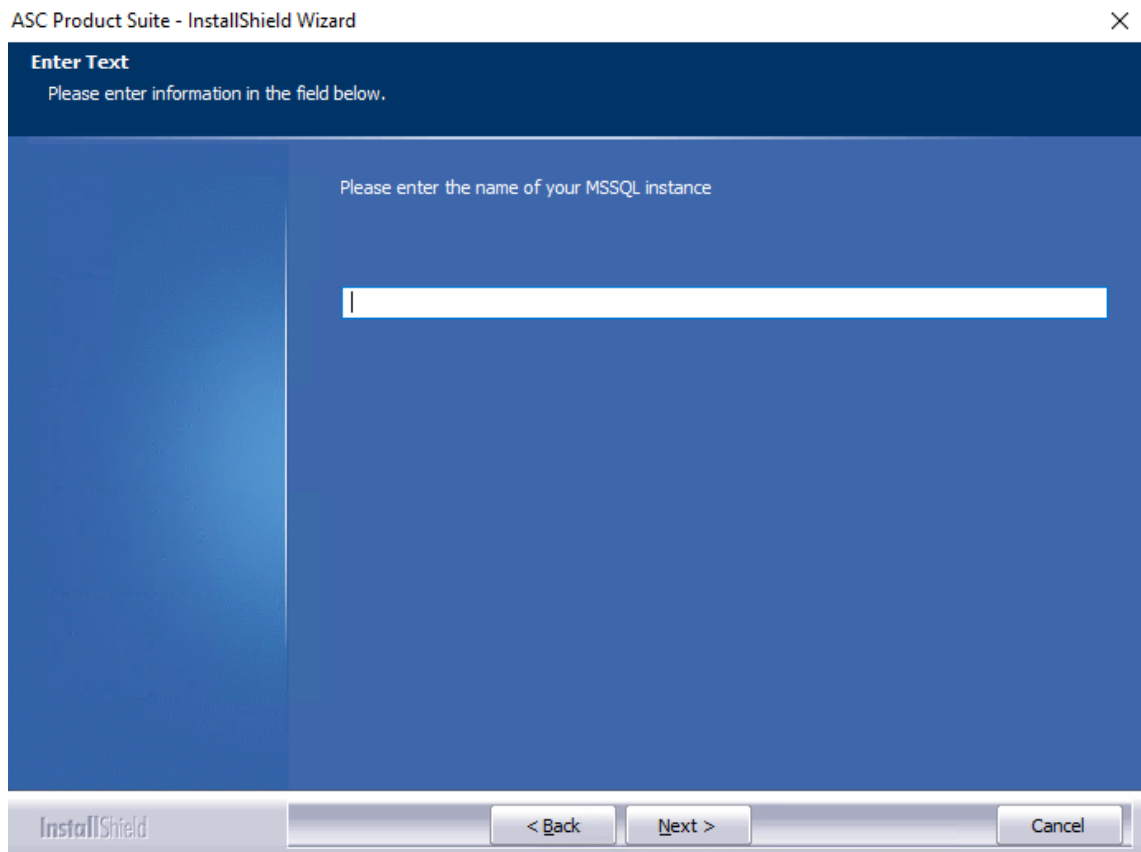 ASC Product Suite - InstallShield Wizard
Enter Text
Please enter information in the field below.
Please enter the name of your MSSQL instance
InstallShield
< Back
Next >
Cancel